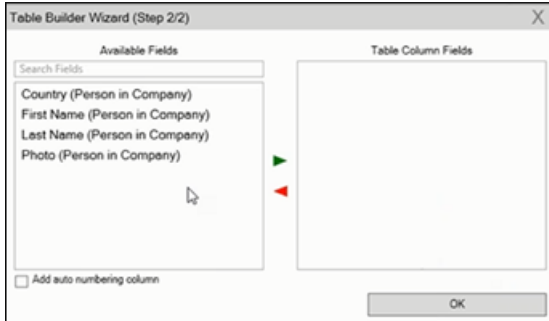 Table Builder Wizard (Step 2/2)
X
Available Fields
Table Column Fields
Search Fields
Country (Person in Company)
First Name (Person in Company)
Last Name (Person in Company)
Photo (Person in Company)
Add auto numbering column
OK